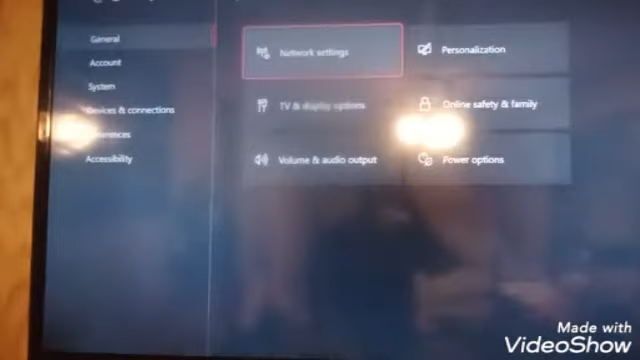 General
Account
System
Devices & connections
Accessibility
Network settings
Personalization
TV & display options
Online safety & family
Volume & audio output
Power options
Made with
VideoShow